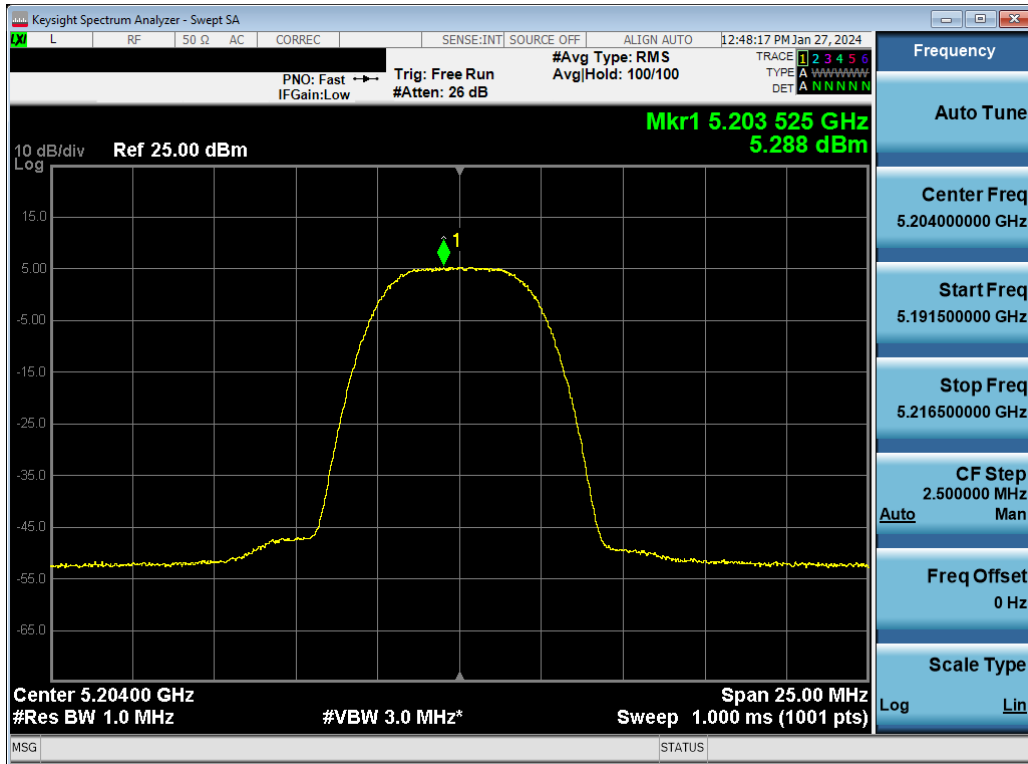 Keysight Spectrum Analyzer - Swept SA
LXI L RF 50 Ω AC CORREC SENSE:INT SOURCE OFF ALIGN AUTO 12:48:17 PM Jan 27, 2024
PNO: Fast
IFGain:Low
Trig: Free Run
#Atten: 26 dB
#Avg Type: RMS
Avg|Hold: 100/100
TRACE 1 2 3 4 5 6
TYPE A WWWWW
DET A N N N N N
Mkr1 5.203 525 GHz
5.288 dBm
10 dB/div Ref 25.00 dBm
Log
1
15.0
5.00
-5.00
-15.0
-25.0
-35.0
-45.0
-55.0
-65.0
Center 5.20400 GHz Span 25.00 MHz
#Res BW 1.0 MHz #VBW 3.0 MHz* Sweep 1.000 ms (1001 pts)
MSG STATUS
Frequency
Auto Tune
Center Freq
5.204000000 GHz
Start Freq
5.191500000 GHz
Stop Freq
5.216500000 GHz
CF Step
2.500000 MHz
Auto Man
Freq Offset
0 Hz
Scale Type
Log Lin